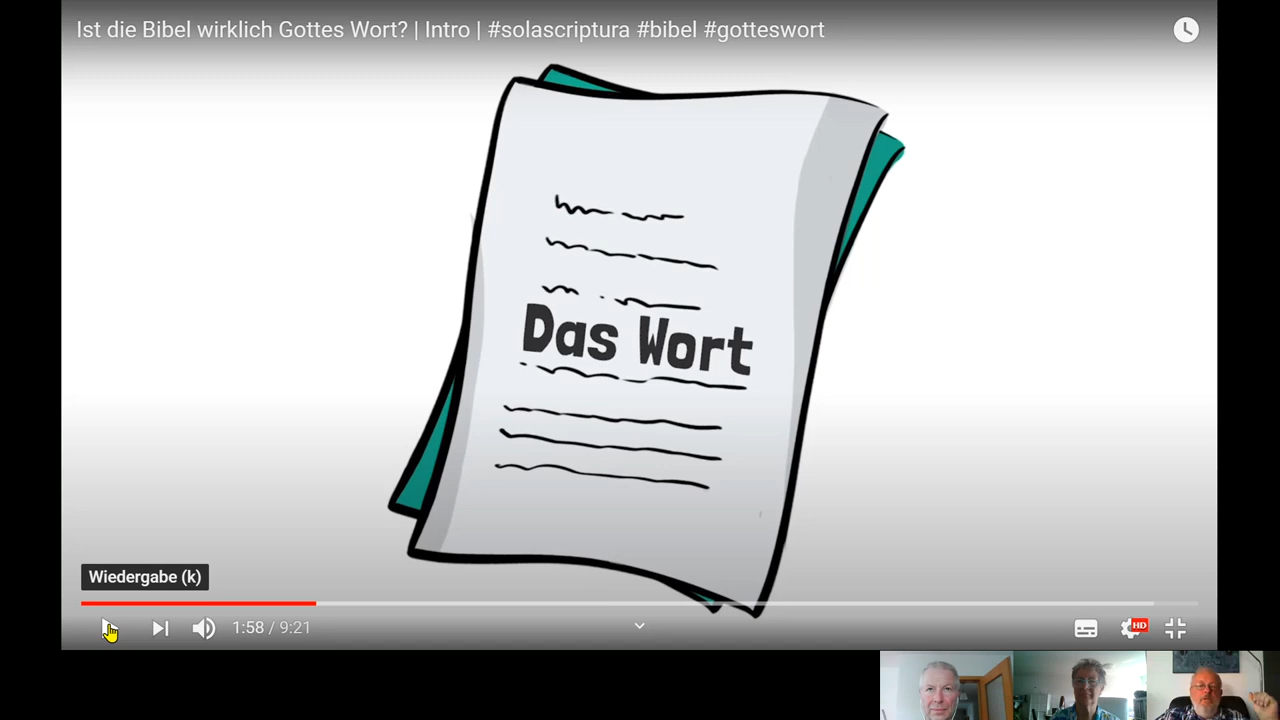 Ist die Bibel wirklich Gottes Wort? | Intro | #solascriptura #bibel #gotteswort
Das Wort
Wiedergabe (k)
1:58 / 9:21
HD